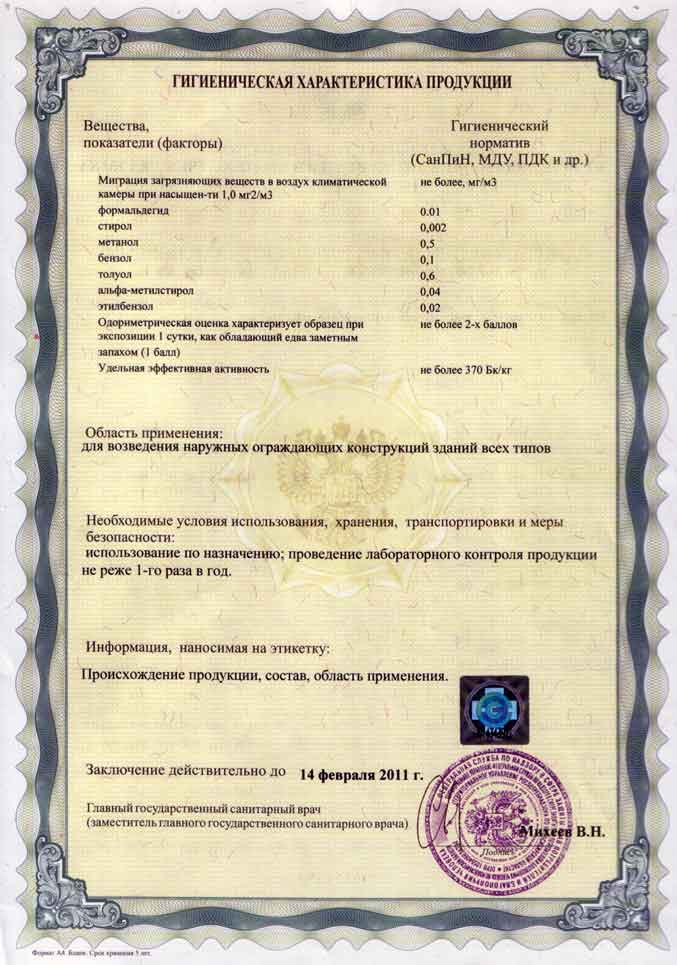 ГИГИЕНИЧЕСКАЯ ХАРАКТЕРИСТИКА ПРОДУКЦИИ
Вещества,
показатели (факторы)
Гигиенический
норматив
(СанПиН, МДУ, ПДК и др.)
Миграция загрязняющих веществ в воздух климатической не более, мг/м3
камеры при насыщен-ти 1,0 мг2/м3
формальдегид 0.01
стирол 0,002
метанол 0,5
бензол 0,1
толуол 0,6
альфа-метилстирол 0,04
этилбензол 0,02
Одориметрическая оценка характеризует образец при не более 2-х баллов
экспозиции 1 сутки, как обладающий едва заметным
запахом (1 балл)
Удельная эффективная активность не более 370 Бк/кг
Область применения:
для возведения наружных ограждающих конструкций зданий всех типов
Необходимые условия использования, хранения, транспортировки и меры
безопасности:
использование по назначению; проведение лабораторного контроля продукции
не реже 1-го раза в год.
Информация, наносимая на этикетку:
Происхождение продукции, состав, область применения.
Заключение действительно до 14 февраля 2011 г.
Главный государственный санитарный врач
(заместитель главного государственного санитарного врача)
Михеев В.Н.
Подпись
Формат А4. Бланк. Срок хранения 5 лет.